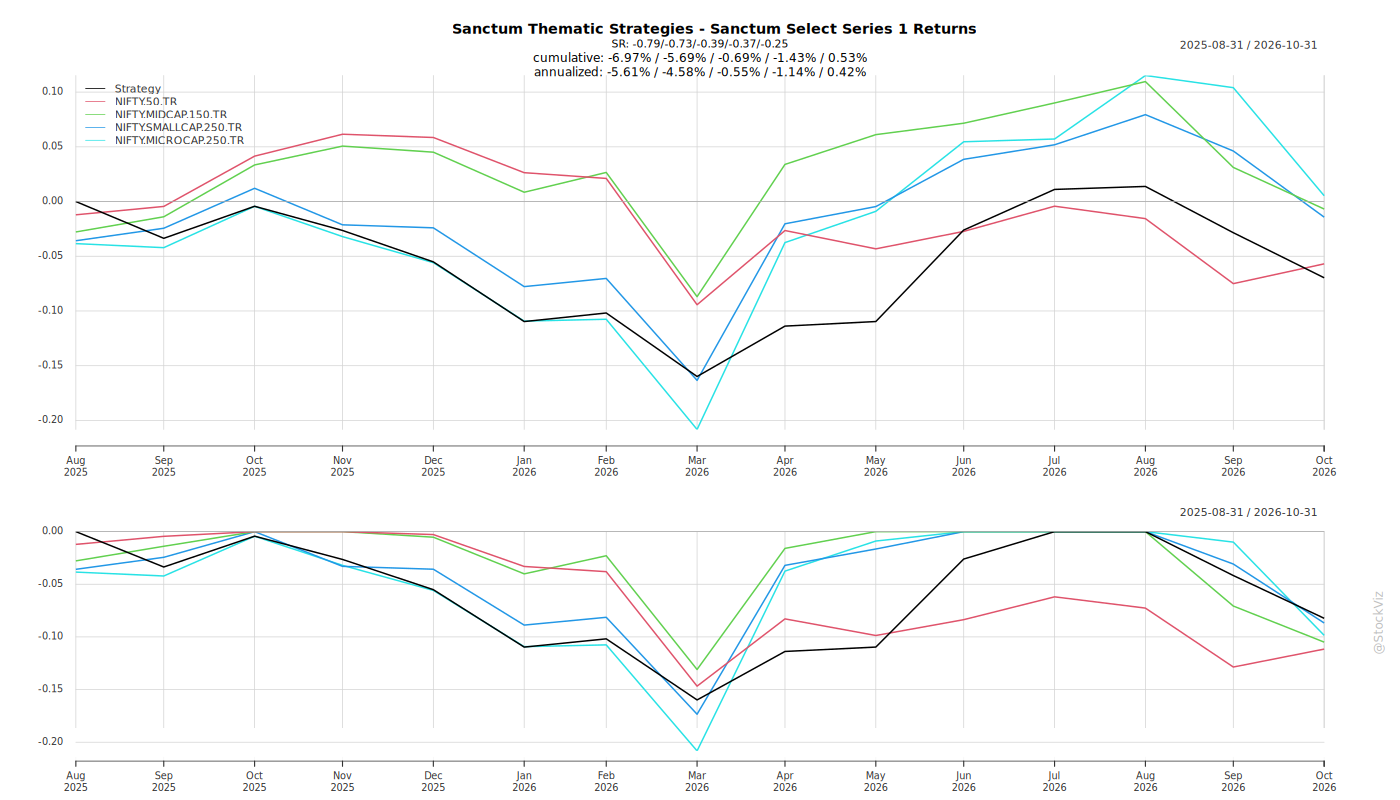 Sanctum Thematic Strategies - Sanctum Select Series 1 Returns
SR: -0.79/-0.73/-0.39/-0.37/-0.25
cumulative: -6.97% / -5.69% / -0.69% / -1.43% / 0.53%
annualized: -5.61% / -4.58% / -0.55% / -1.14% / 0.42%
2025-08-31 / 2026-10-31
Strategy
NIFTY.50.TR
NIFTY.MIDCAP.150.TR
NIFTY.SMALLCAP.250.TR
NIFTY.MICROCAP.250.TR
0.10
0.05
0.00
-0.05
-0.10
-0.15
-0.20
Aug Sep Oct Nov Dec Jan Feb Mar Apr May Jun Jul Aug Sep Oct
2025 2025 2025 2025 2025 2026 2026 2026 2026 2026 2026 2026 2026 2026 2026
2025-08-31 / 2026-10-31
0.00
-0.05
-0.10
-0.15
-0.20
Aug Sep Oct Nov Dec Jan Feb Mar Apr May Jun Jul Aug Sep Oct
2025 2025 2025 2025 2025 2026 2026 2026 2026 2026 2026 2026 2026 2026 2026
@StockViz